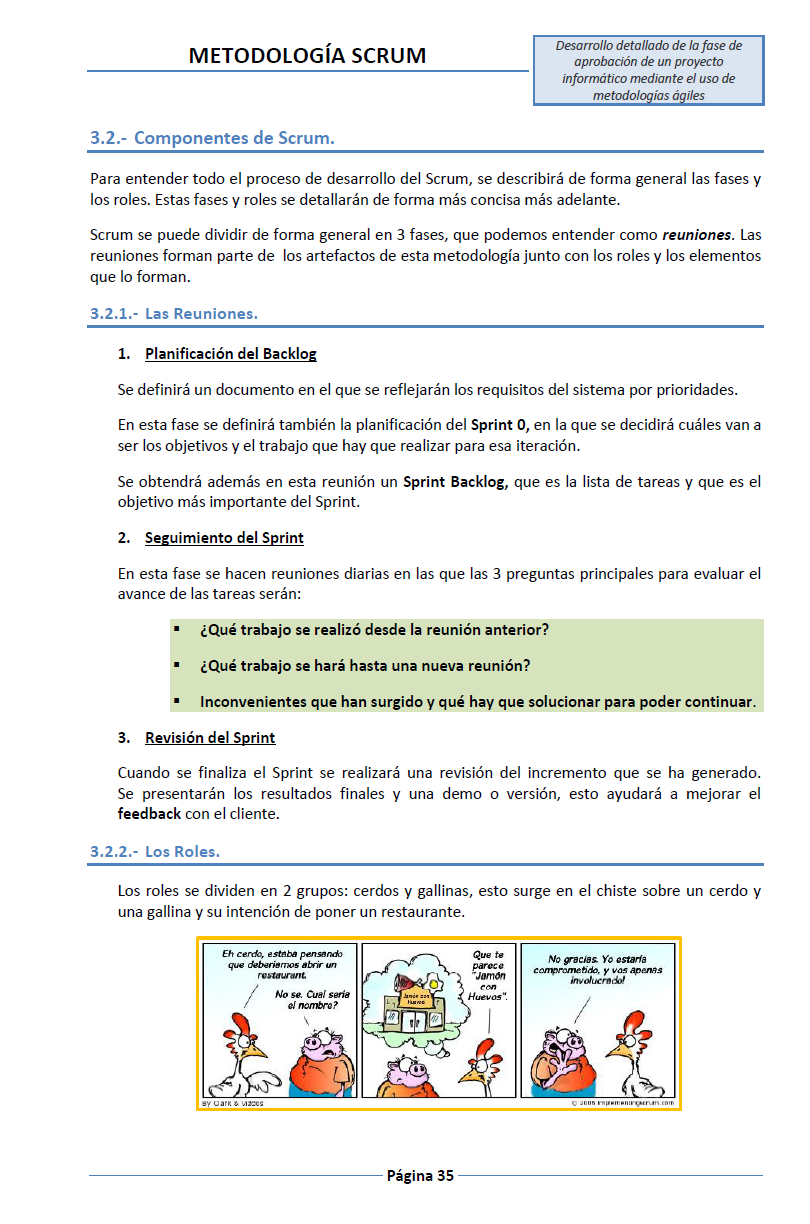 METODOLOGÍA SCRUM
Desarrollo detallado de la fase de
aprobación de un proyecto
informático mediante el uso de
metodologías ágiles
3.2.- Componentes de Scrum.
Para entender todo el proceso de desarrollo del Scrum, se describirá de forma general las fases y
los roles. Estas fases y roles se detallarán de forma más concisa más adelante.
Scrum se puede dividir de forma general en 3 fases, que podemos entender como reuniones. Las
reuniones forman parte de los artefactos de esta metodología junto con los roles y los elementos
que lo forman.
3.2.1.- Las Reuniones.
1. Planificación del Backlog
Se definirá un documento en el que se reflejarán los requisitos del sistema por prioridades.
En esta fase se definirá también la planificación del Sprint 0, en la que se decidirá cuáles van a
ser los objetivos y el trabajo que hay que realizar para esa iteración.
Se obtendrá además en esta reunión un Sprint Backlog, que es la lista de tareas y que es el
objetivo más importante del Sprint.
2. Seguimiento del Sprint
En esta fase se hacen reuniones diarias en las que las 3 preguntas principales para evaluar el
avance de las tareas serán:
▪ ¿Qué trabajo se realizó desde la reunión anterior?
▪ ¿Qué trabajo se hará hasta una nueva reunión?
▪ Inconvenientes que han surgido y qué hay que solucionar para poder continuar.
3. Revisión del Sprint
Cuando se finaliza el Sprint se realizará una revisión del incremento que se ha generado.
Se presentarán los resultados finales y una demo o versión, esto ayudará a mejorar el
feedback con el cliente.
3.2.2.- Los Roles.
Los roles se dividen en 2 grupos: cerdos y gallinas, esto surge en el chiste sobre un cerdo y
una gallina y su intención de poner un restaurante.
Eh cerdo, estaba pensando
que deberíamos abrir un
restaurant.
No se. Cual sería
el nombre?
Que te
parece
"Jamón
con
Huevos".
Jamón con
Huevos
No gracias. Yo estaría
comprometido, y vos apenas
involucrado!
By Clark & Vizdos
© 2006 implementingscrum.com
Página 35